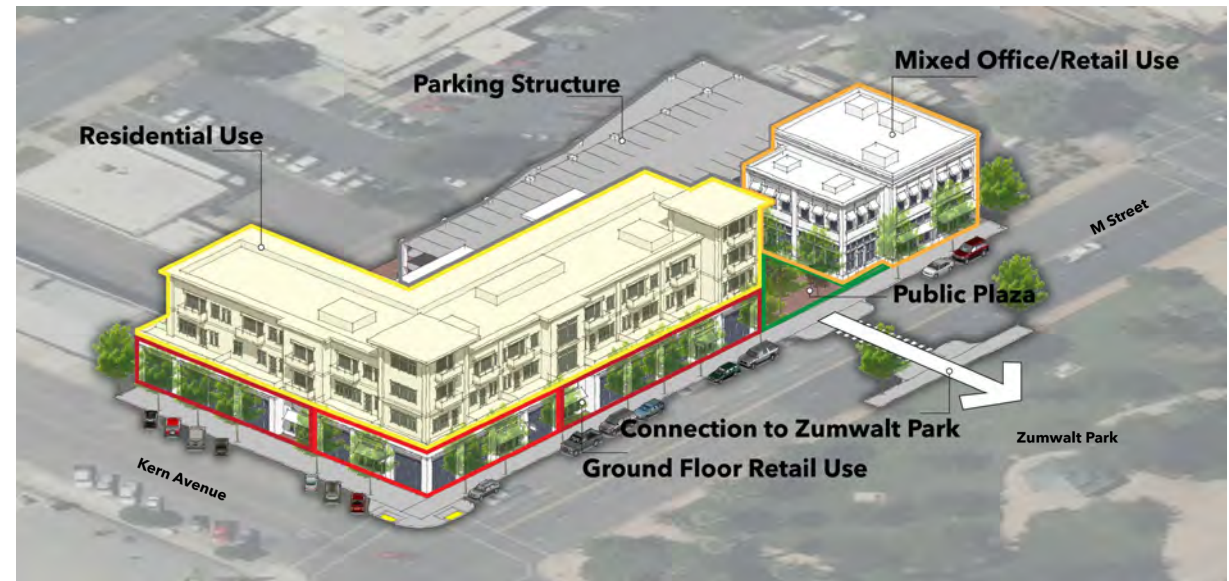 Mixed Office/Retail Use
Parking Structure
Residential Use
M Street
Public Plaza
Connection to Zumwalt Park
Zumwalt Park
Ground Floor Retail Use
Kern Avenue